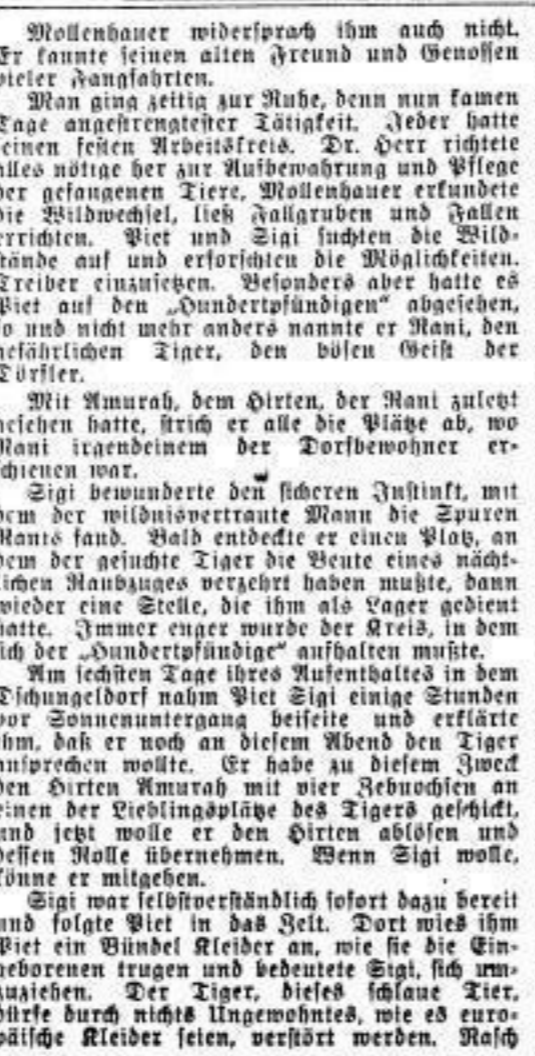 Mollenhauer widersprach ihm auch nicht.
Er kannte seinen alten Freund und Genossen
vieler Fangfahrten.
Man ging zeitig zur Ruhe, denn nun kamen
Tage angestrengtester Tätigkeit. Jeder hatte
seinen festen Arbeitskreis. Dr. Herr richtete
alles nötige her zur Aufbewahrung und Pflege
der gefangenen Tiere, Mollenhauer erkundete
die Wildwechsel, ließ Fallgruben und Fallen
errichten. Piet und Sigi suchten die Wild-
stände auf und erforschten die Möglichkeiten.
Treiber einzusetzen. Besonders aber hatte es
Piet auf den „Hundertpfündigen“ abgesehen,
so und nicht mehr anders nannte er Rani, den
gefährlichen Tiger, den bösen Geist der
Dörfler.
Mit Amurah, dem Hirten, der Rani zuletzt
gesehen hatte, strich er alle die Plätze ab, wo
Rani irgendeinem der Dorfbewohner er-
schienen war.
Sigi bewunderte den sicheren Instinkt, mit
dem der wildnisvertraute Mann die Spuren
Ranis fand. Bald entdeckte er einen Platz, an
dem der gesuchte Tiger die Beute eines nächt-
lichen Raubzuges verzehrt haben mußte, dann
wieder eine Stelle, die ihm als Lager gedient
hatte. Immer enger wurde der Kreis, in dem
sich der „Hundertpfündige“ aufhalten mußte.
Am sechsten Tage ihres Aufenthaltes in dem
Dschungeldorf nahm Piet Sigi einige Stunden
vor Sonnenuntergang beiseite und erklärte
ihm, daß er noch an diesem Abend den Tiger
ansprechen wollte. Er habe zu diesem Zweck
den Hirten Amurah mit vier Zebuochsen an
einen der Lieblingsplätze des Tigers geschickt,
und jetzt wolle er den Hirten ablösen und
dessen Rolle übernehmen. Wenn Sigi wolle,
könne er mitgehen.
Sigi war selbstverständlich sofort dazu bereit
und folgte Piet in das Zelt. Dort wies ihm
Piet ein Bündel Kleider an, wie sie die Ein-
geborenen trugen und bedeutete Sigi, sich um-
zuziehen. Der Tiger, dieses schlaue Tier,
dürfe durch nichts Ungewohntes, wie es euro-
päische Kleider seien, verstört werden. Rasch